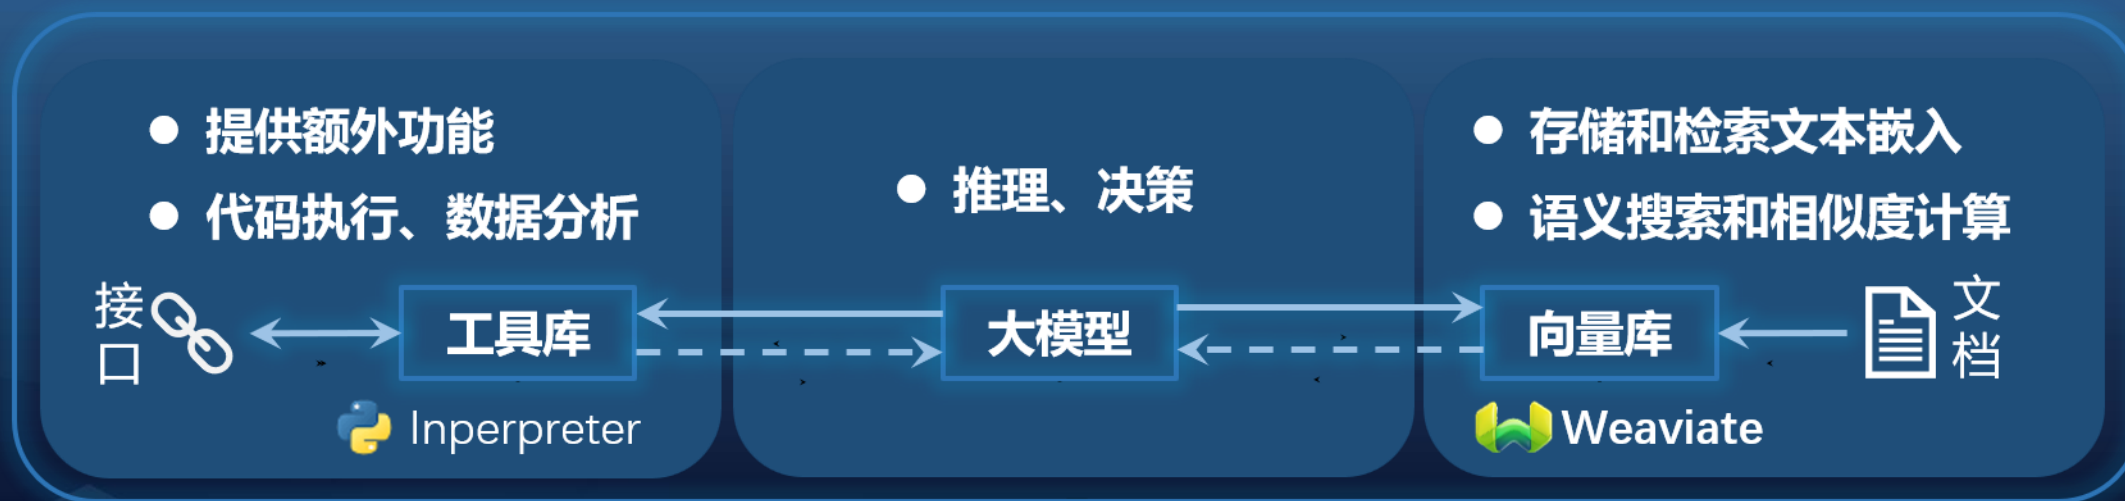 提供额外功能
代码执行、数据分析
接口
工具库
Inperpreter
推理、决策
大模型
存储和检索文本嵌入
语义搜索和相似度计算
向量库
文档
Weaviate